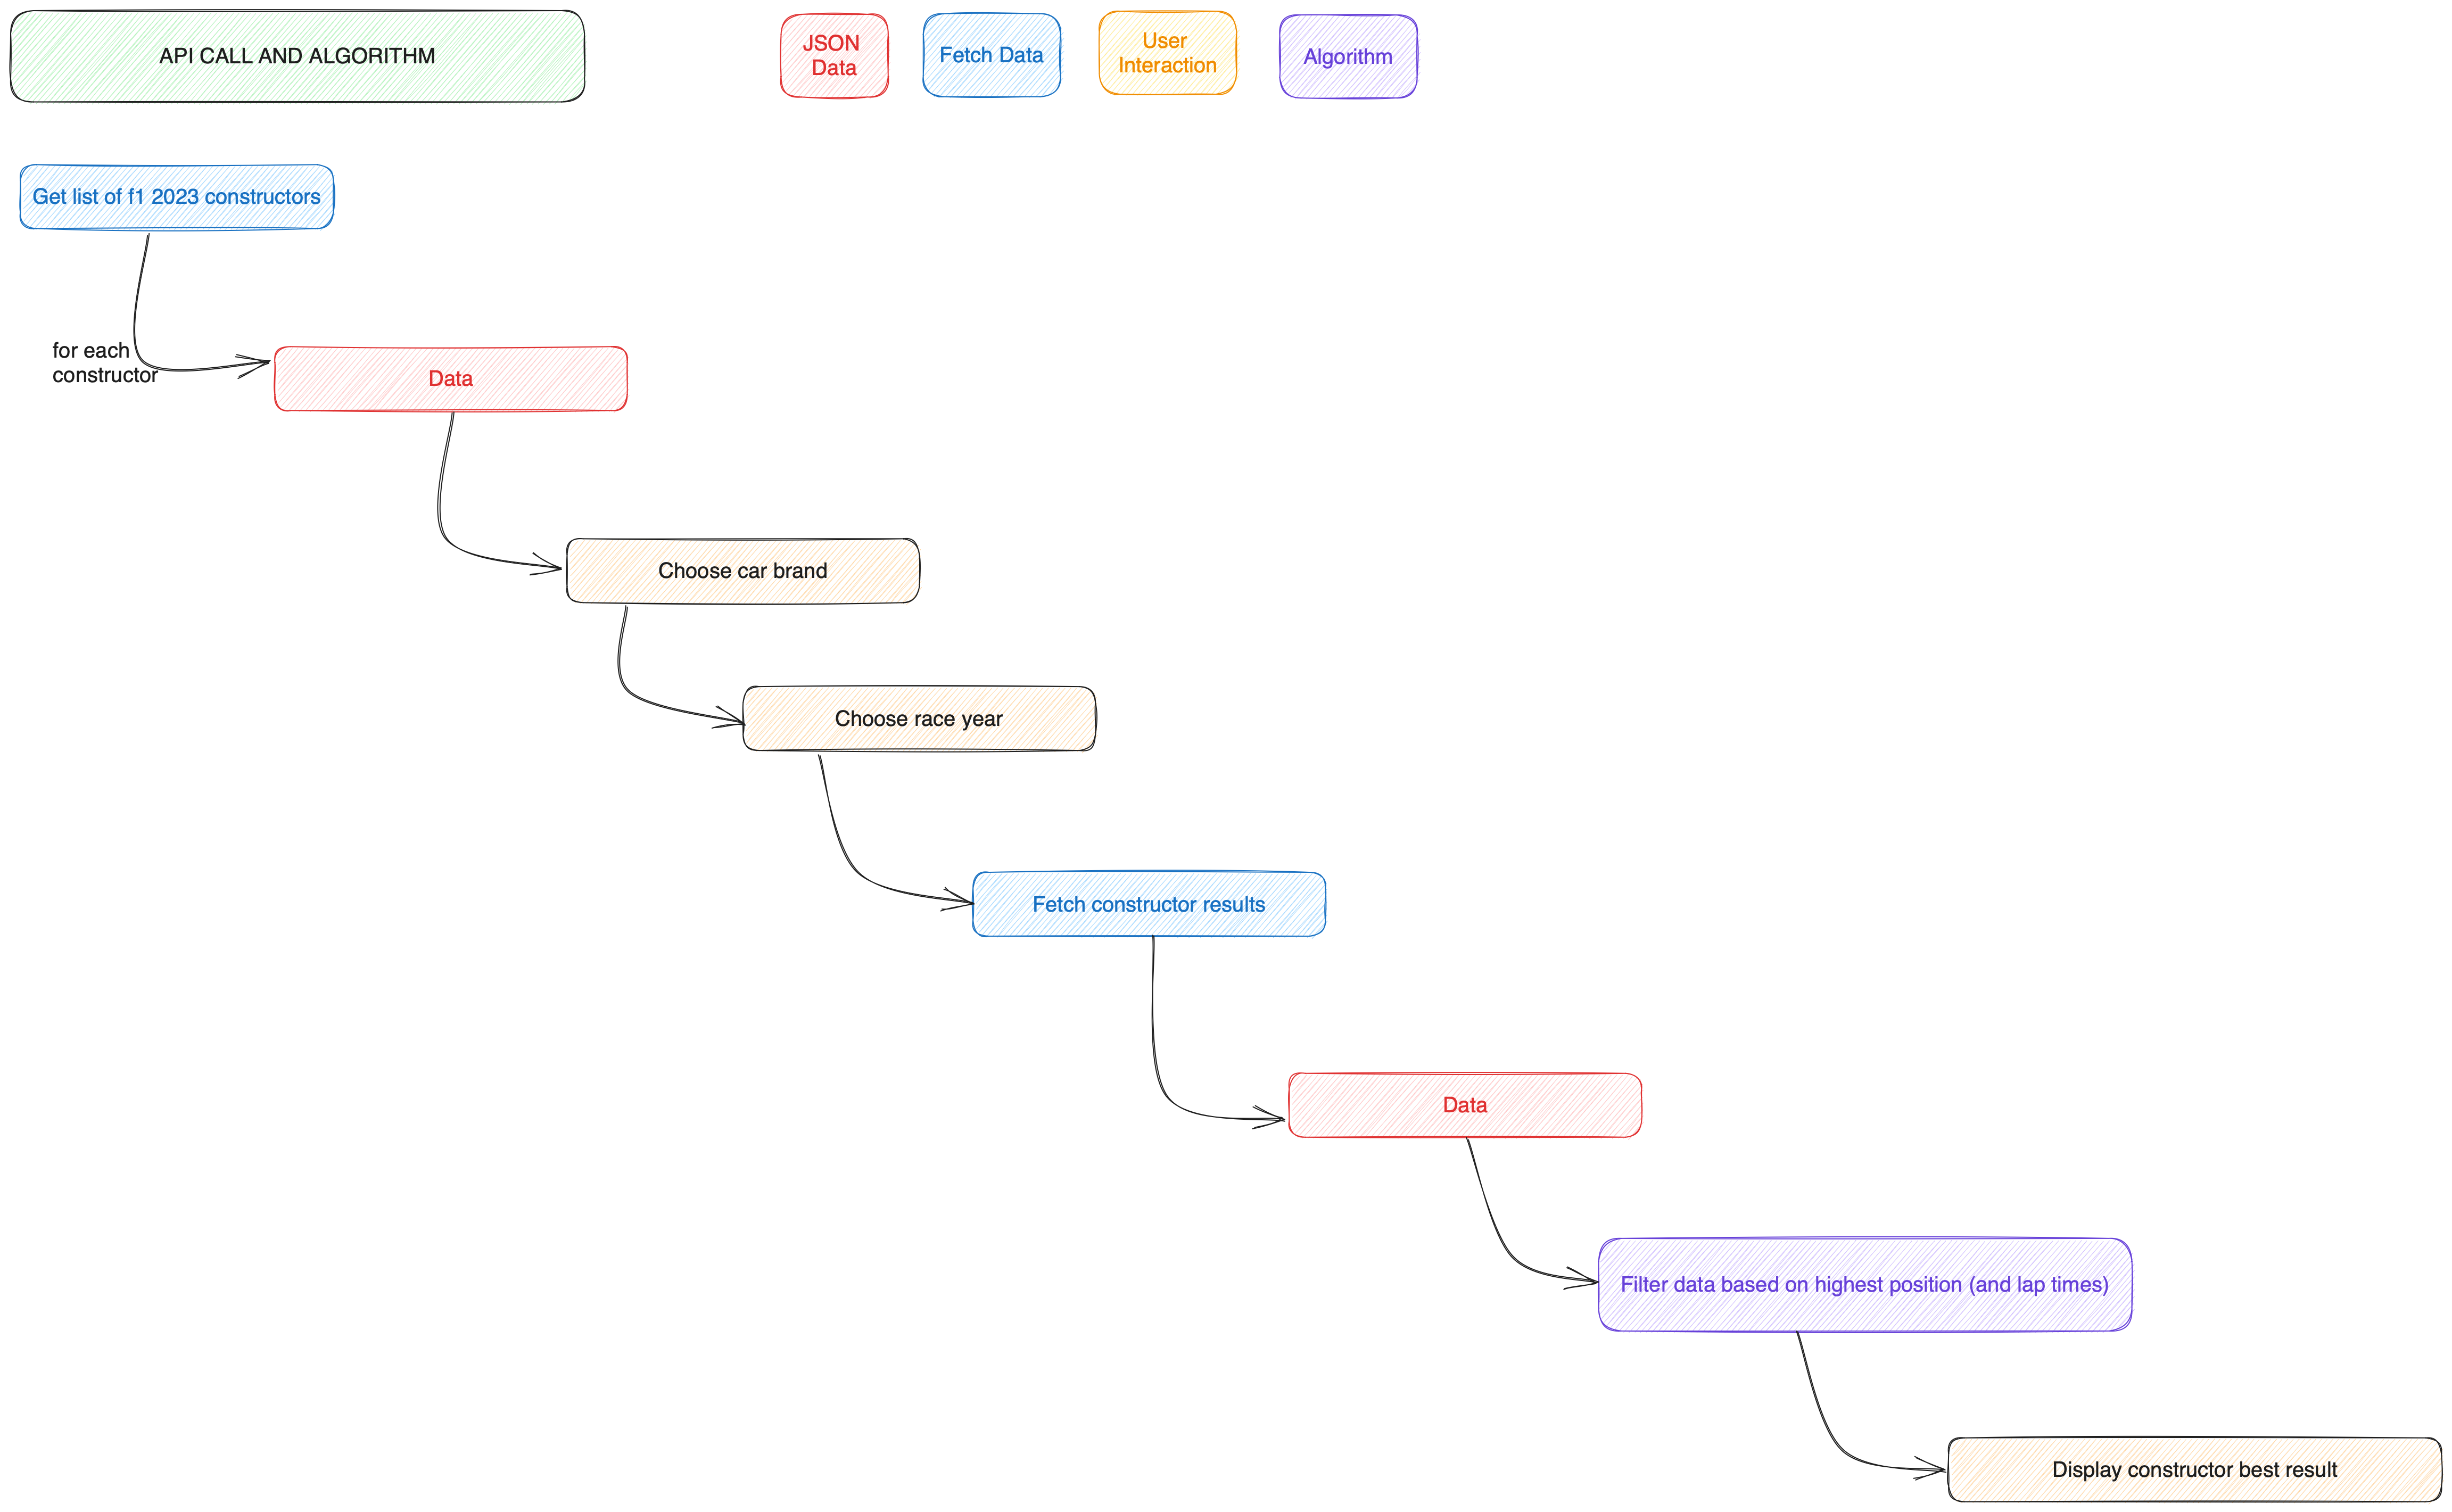 API CALL AND ALGORITHM
JSON
Data
Fetch Data
User
Interaction
Algorithm
Get list of f1 2023 constructors
for each
constructor
Data
Choose car brand
Choose race year
Fetch constructor results
Data
Filter data based on highest position (and lap times)
Display constructor best result